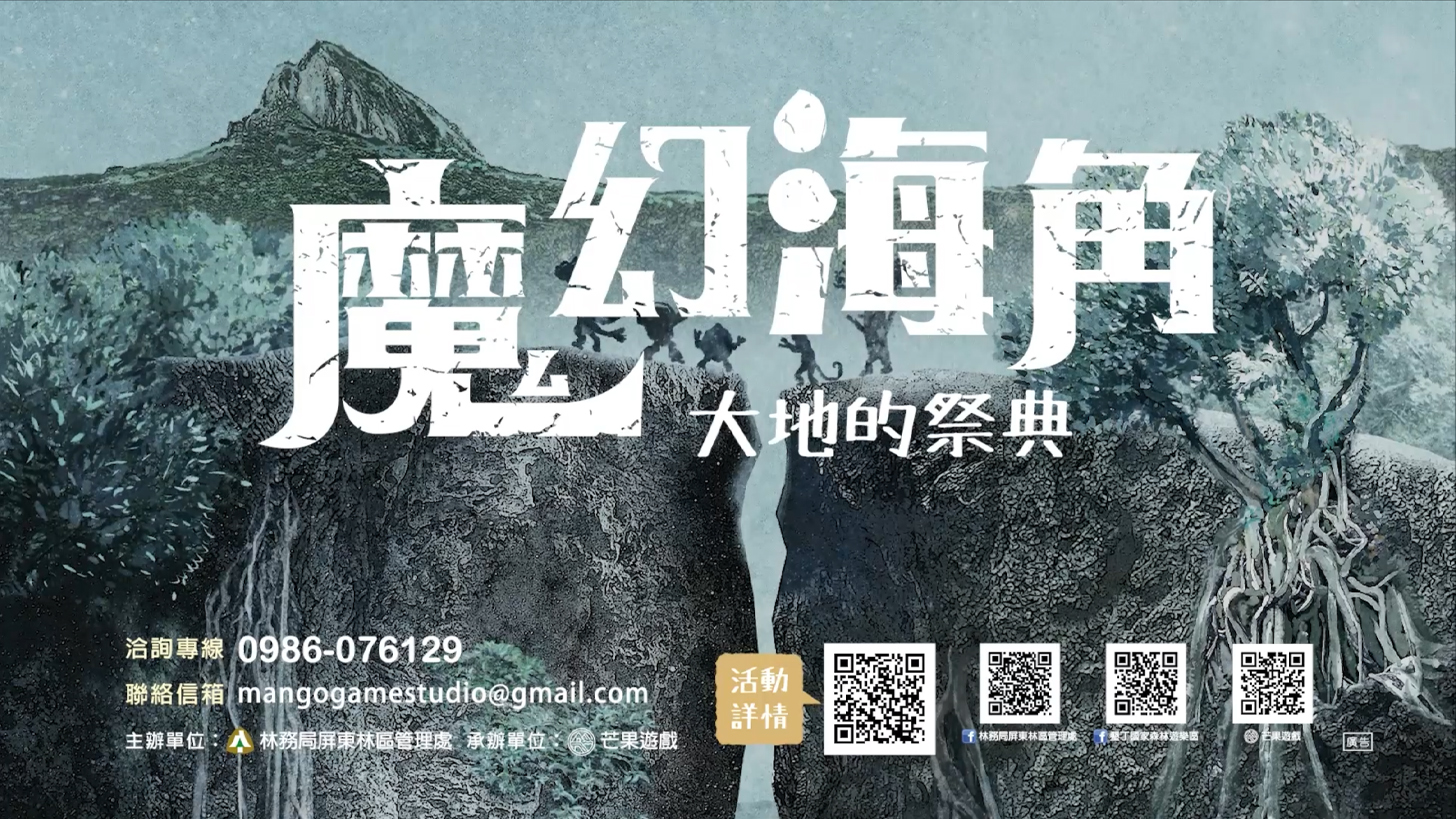 魔幻海角
大地的祭典
洽詢專線 0986-076129
聯絡信箱 mangogamestudio@gmail.com
主辦單位：林務局屏東林區管理處 承辦單位：芒果遊戲
活動
詳情
林務局屏東林區管理處
墾丁國家森林遊樂區
芒果遊戲
廣告